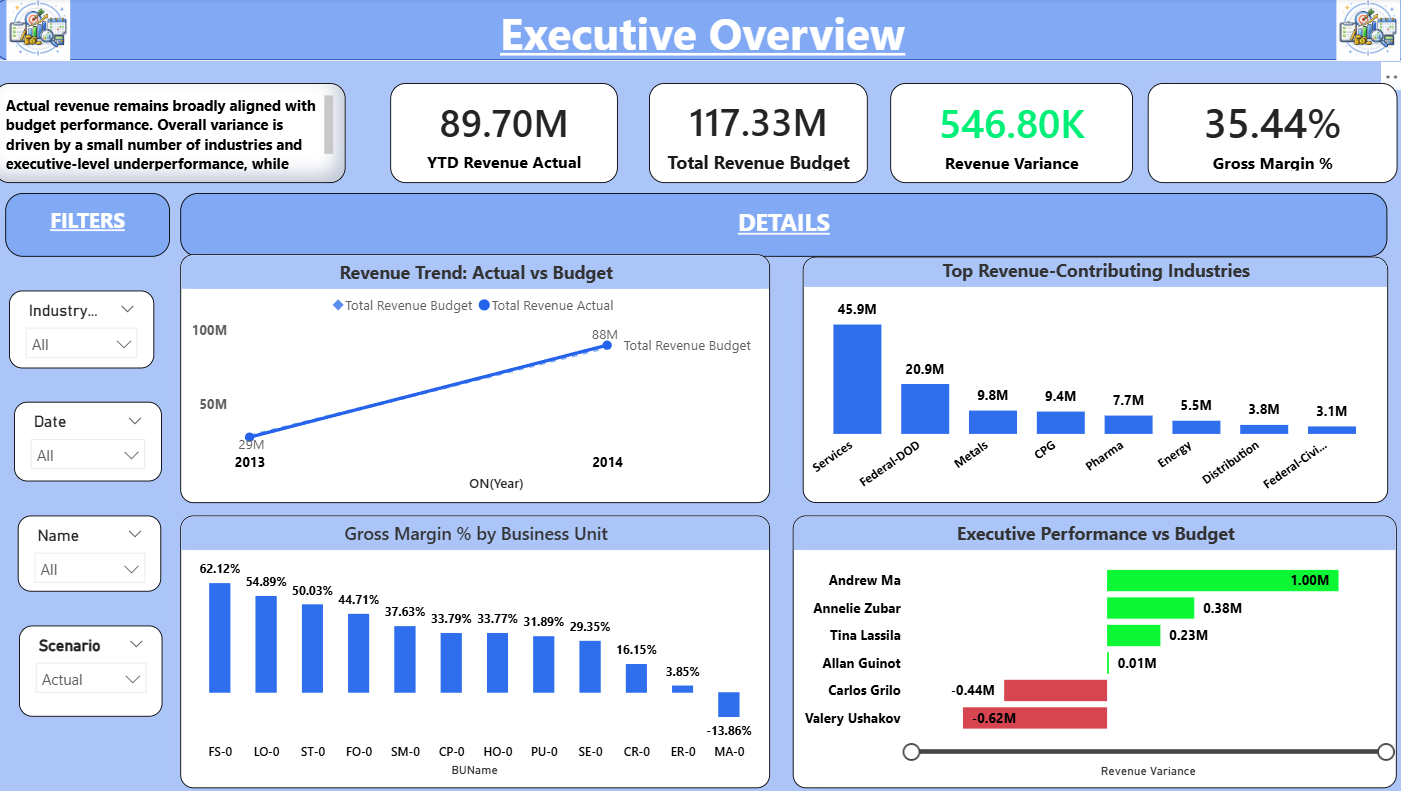 Executive Overview
Actual revenue remains broadly aligned with
budget performance. Overall variance is
driven by a small number of industries and
executive-level underperformance, while
89.70M
YTD Revenue Actual
117.33M
Total Revenue Budget
546.80K
Revenue Variance
35.44%
Gross Margin %
FILTERS
DETAILS
Industry...
All
Date
All
Name
All
Scenario
Actual
Revenue Trend: Actual vs Budget
Total Revenue Budget Total Revenue Actual
100M
50M
88M
Total Revenue Budget
29M
2013 2014
ON(Year)
Top Revenue-Contributing Industries
45.9M 20.9M 9.8M 9.4M 7.7M 5.5M 3.8M 3.1M
Services Federal-DOD Metals CPG Pharma Energy Distribution Federal-Civi...
Gross Margin % by Business Unit
62.12% 54.89% 50.03% 44.71% 37.63% 33.79% 33.77% 31.89% 29.35% 16.15% 3.85% -13.86%
FS-0 LO-0 ST-0 FO-0 SM-0 CP-0 HO-0 PU-0 SE-0 CR-0 ER-0 MA-0
BUName
Executive Performance vs Budget
Andrew Ma 1.00M
Annelie Zubar 0.38M
Tina Lassila 0.23M
Allan Guinot 0.01M
Carlos Grilo -0.44M
Valery Ushakov -0.62M
Revenue Variance